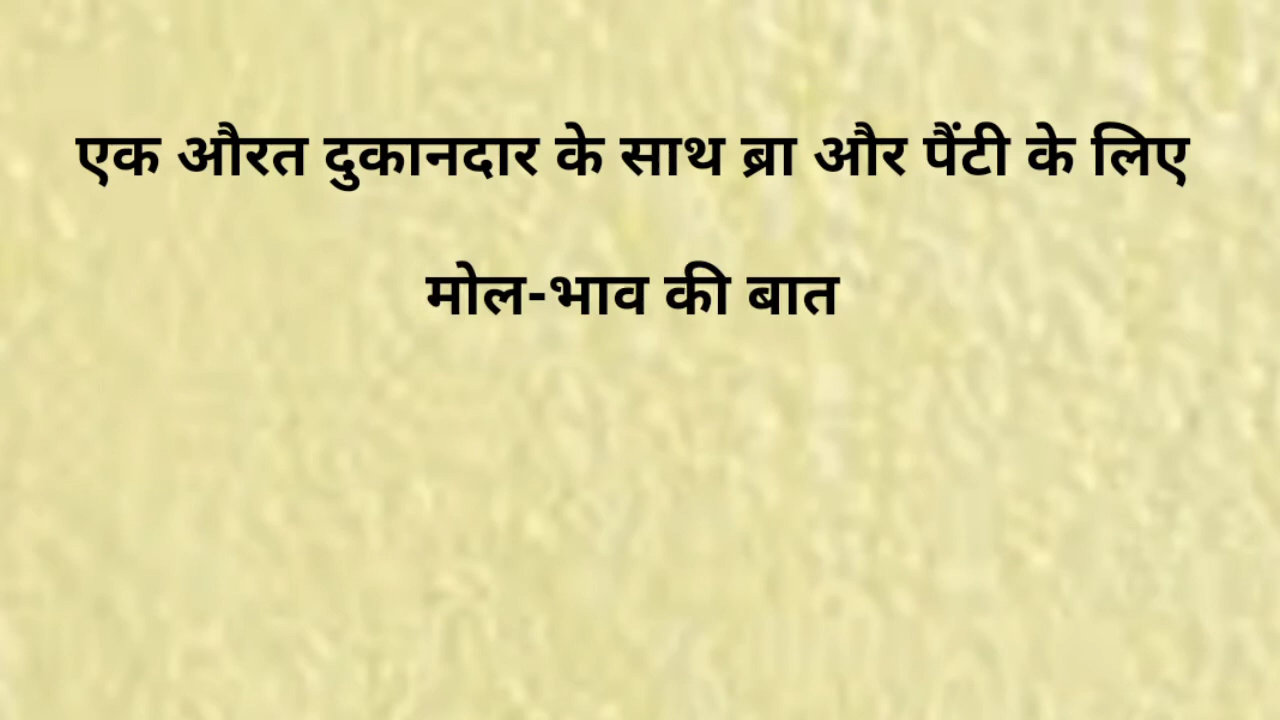 एक औरत दुकानदार के साथ ब्रा और पैंटी के लिए
मोल-भाव की बात